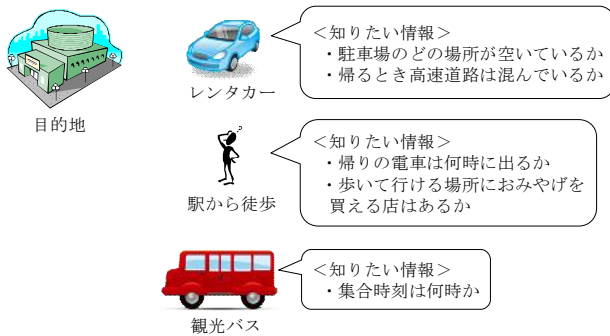 目的地
レンタカー
＜知りたい情報＞
・駐車場のどの場所が空いているか
・帰るとき高速道路は混んでいるか
駅から徒歩
＜知りたい情報＞
・帰りの電車は何時に出るか
・歩いて行ける場所におみやげを
買える店はあるか
観光バス
＜知りたい情報＞
・集合時刻は何時か